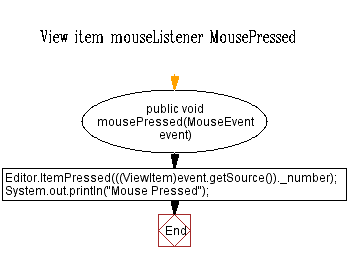 View item mouseListener MousePressed
public void
mousePressed(MouseEvent
event)
Editor.ItemPressed(((ViewItem)event.getSource())._number);
System.out.println("Mouse Pressed");
End